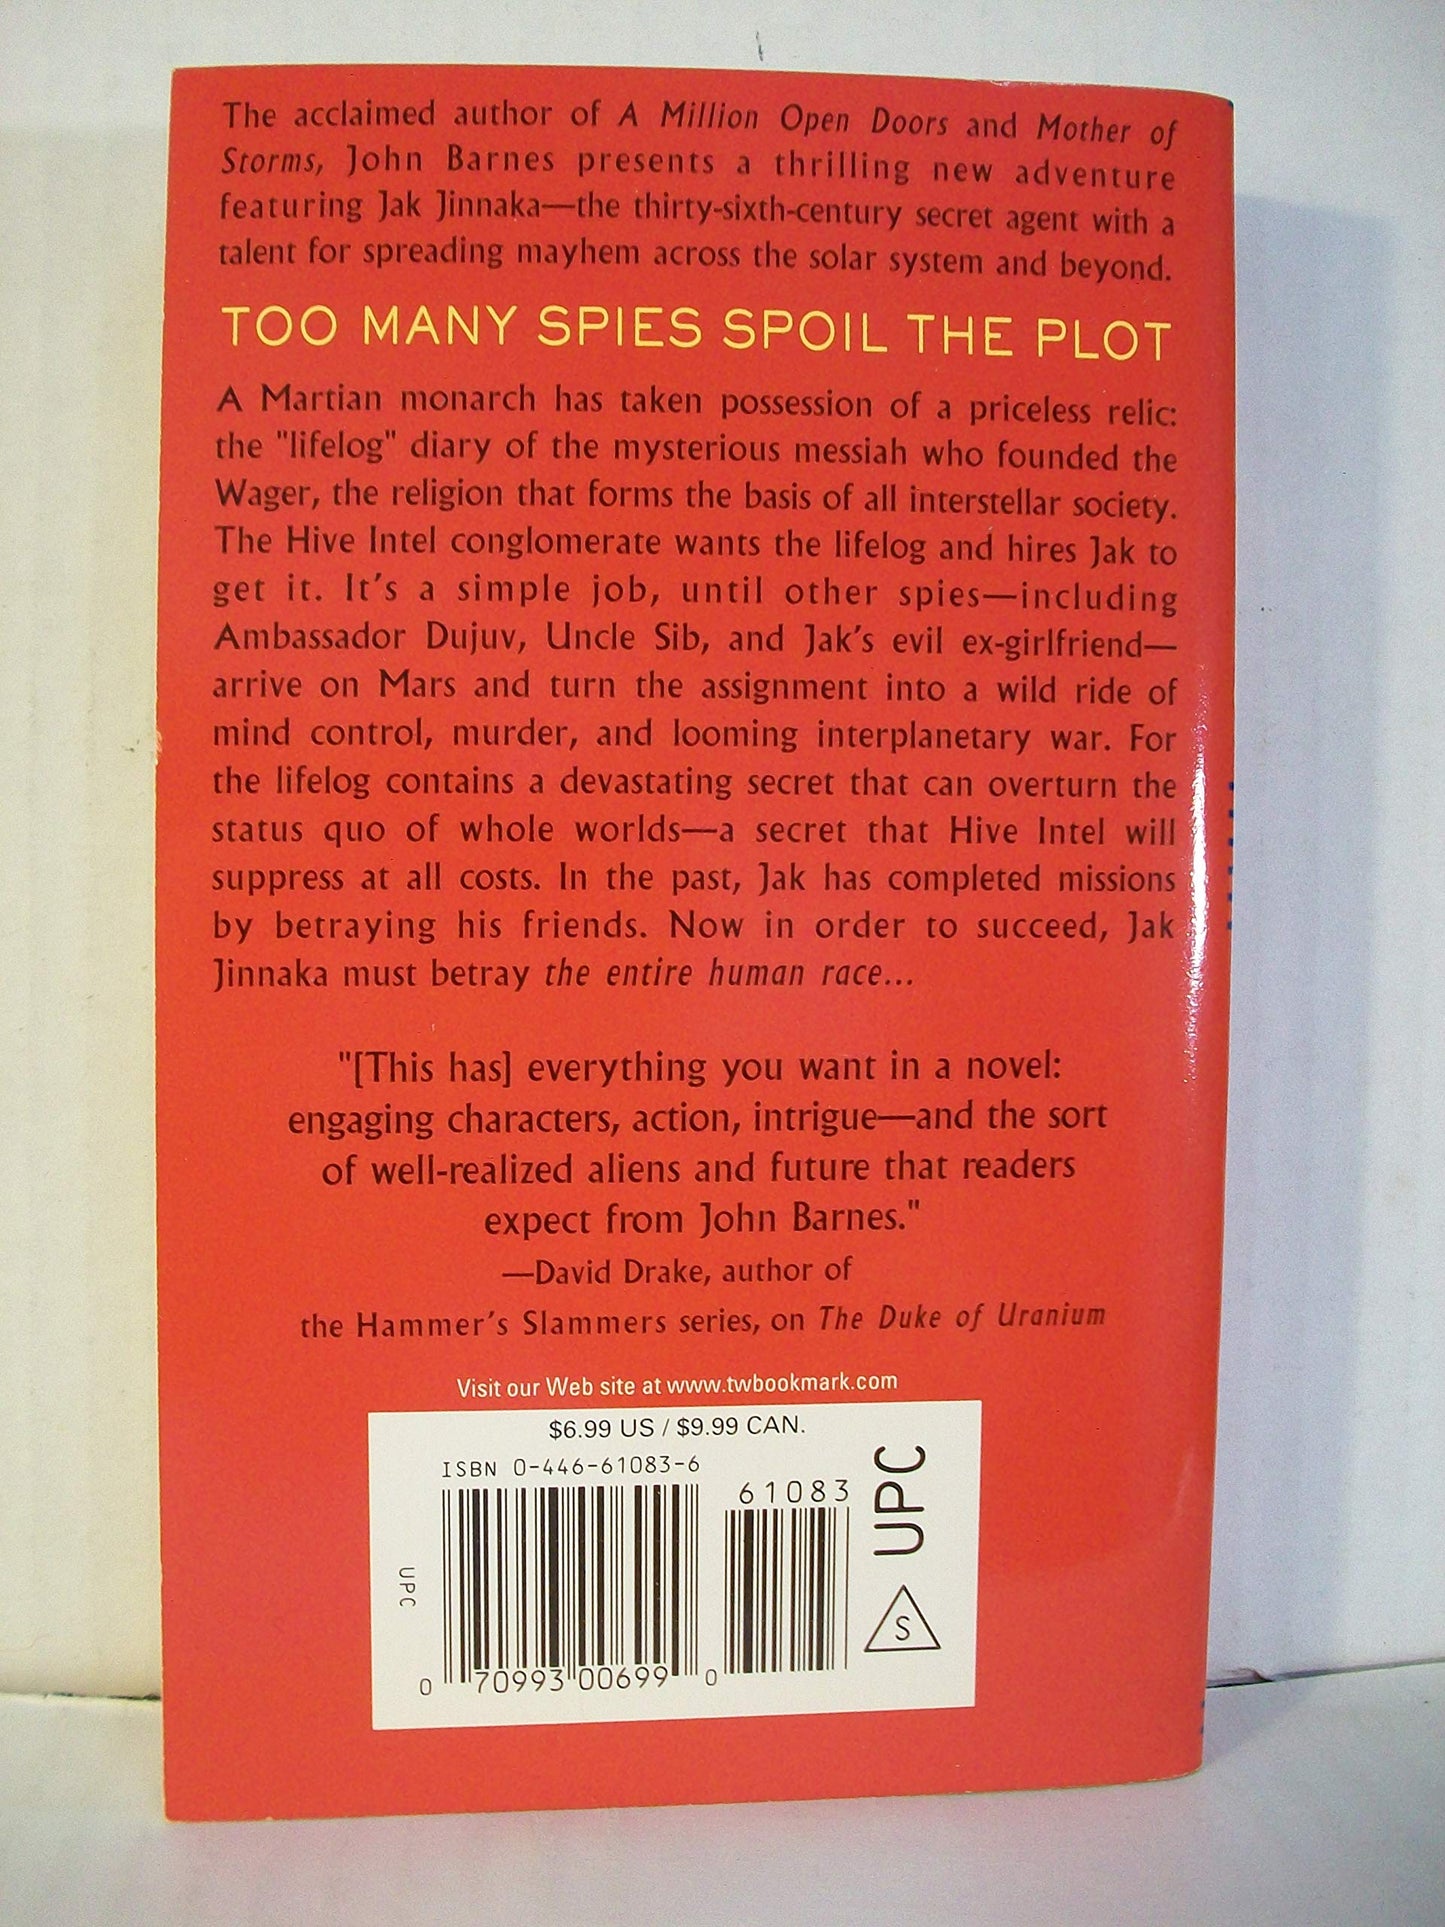 The acclaimed author of A Million Open Doors and Mother of
Storms, John Barnes presents a thrilling new adventure
featuring Jak Jinnaka—the thirty-sixth-century secret agent with a
talent for spreading mayhem across the solar system and beyond.
TOO MANY SPIES SPOIL THE PLOT
A Martian monarch has taken possession of a priceless relic:
the "lifelog" diary of the mysterious messiah who founded the
Wager, the religion that forms the basis of all interstellar society.
The Hive Intel conglomerate wants the lifelog and hires Jak to
get it. It's a simple job, until other spies—including
Ambassador Dujuv, Uncle Sib, and Jak's evil ex-girlfriend—
arrive on Mars and turn the assignment into a wild ride of
mind control, murder, and looming interplanetary war. For
the lifelog contains a devastating secret that can overturn the
status quo of whole worlds—a secret that Hive Intel will
suppress at all costs. In the past, Jak has completed missions
by betraying his friends. Now in order to succeed, Jak
Jinnaka must betray the entire human race...
"[This has] everything you want in a novel:
engaging characters, action, intrigue—and the sort
of well-realized aliens and future that readers
expect from John Barnes."
—David Drake, author of
the Hammer's Slammers series, on The Duke of Uranium
Visit our Web site at www.twbookmark.com
$6.99 US / $9.99 CAN.
ISBN 0-446-61083-6
61083
UPC
UPC
S
0 70993 00699 0